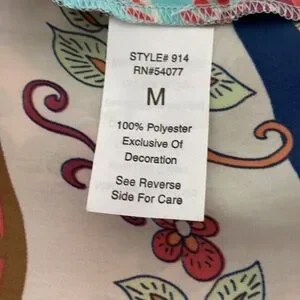 STYLE# 914
RN#54077
M
100% Polyester
Exclusive Of
Decoration
See Reverse
Side For Care